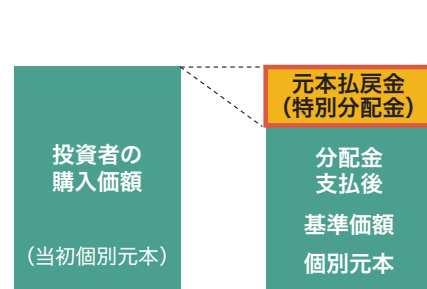 投資者の
購入価額
（当初個別元本）
元本払戻金
（特別分配金）
分配金
支払後
基準価額
個別元本